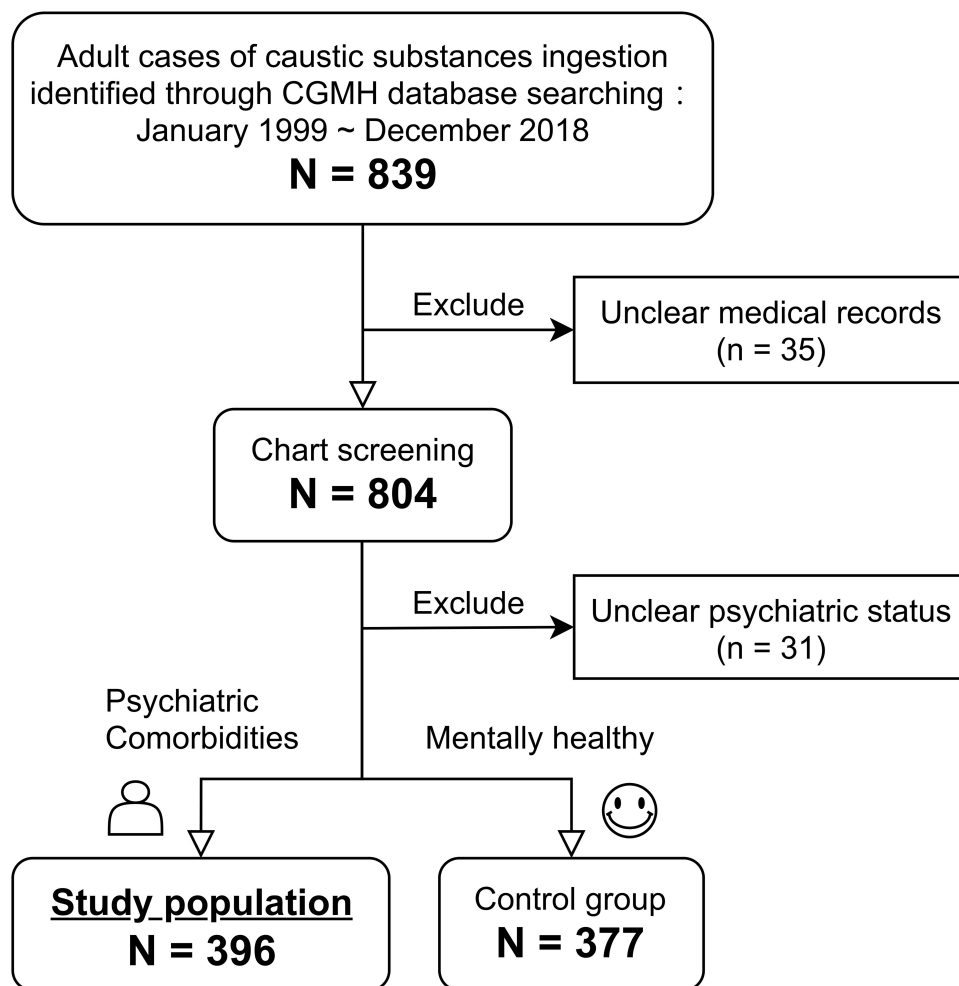 Adult cases of caustic substances ingestion
identified through CGMH database searching :
January 1999 ~ December 2018
N = 839
Exclude
Unclear medical records
(n = 35)
Chart screening
N = 804
Exclude
Unclear psychiatric status
(n = 31)
Psychiatric
Comorbidities
Mentally healthy
Study population
N = 396
Control group
N = 377